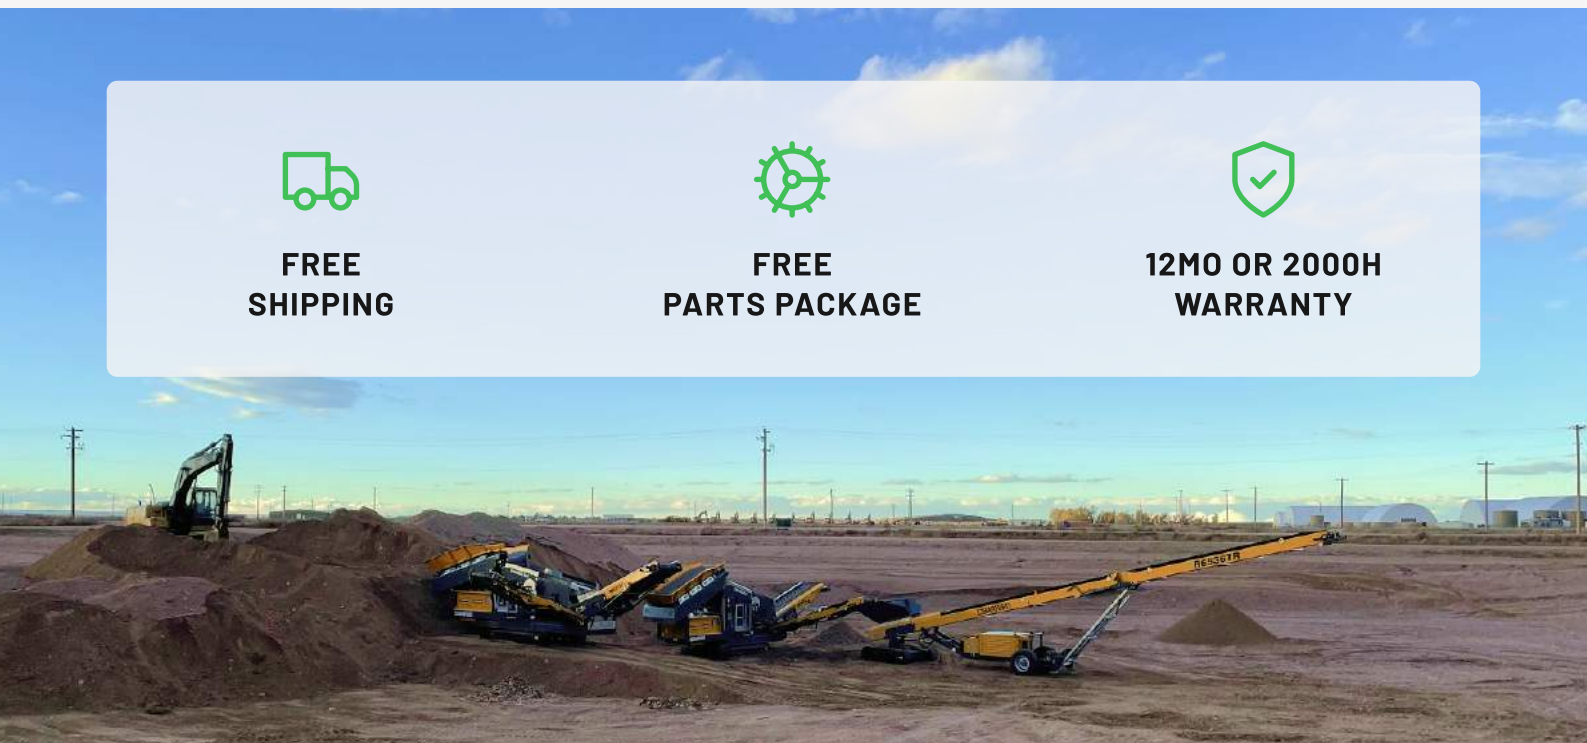 FREE
SHIPPING
FREE
PARTS PACKAGE
12MO OR 2000H
WARRANTY